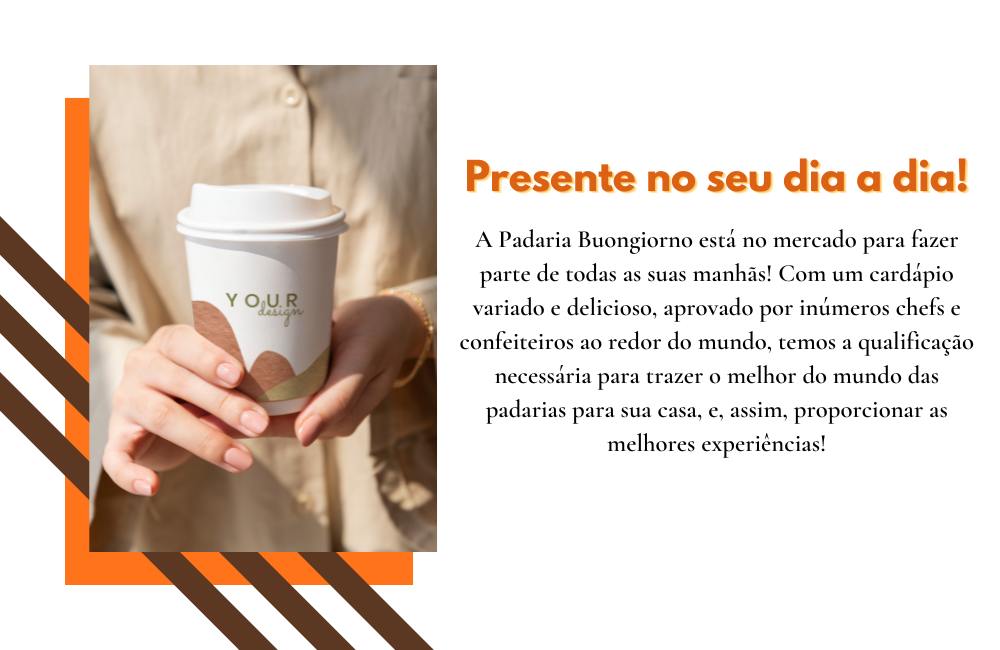 YOUR
design
Presente no seu dia a dia!
A Padaria Buongiorno está no mercado para fazer
parte de todas as suas manhãs! Com um cardápio
variado e delicioso, aprovado por inúmeros chefs e
confeiteiros ao redor do mundo, temos a qualificação
necessária para trazer o melhor do mundo das
padarias para sua casa, e, assim, proporcionar as
melhores experiências!